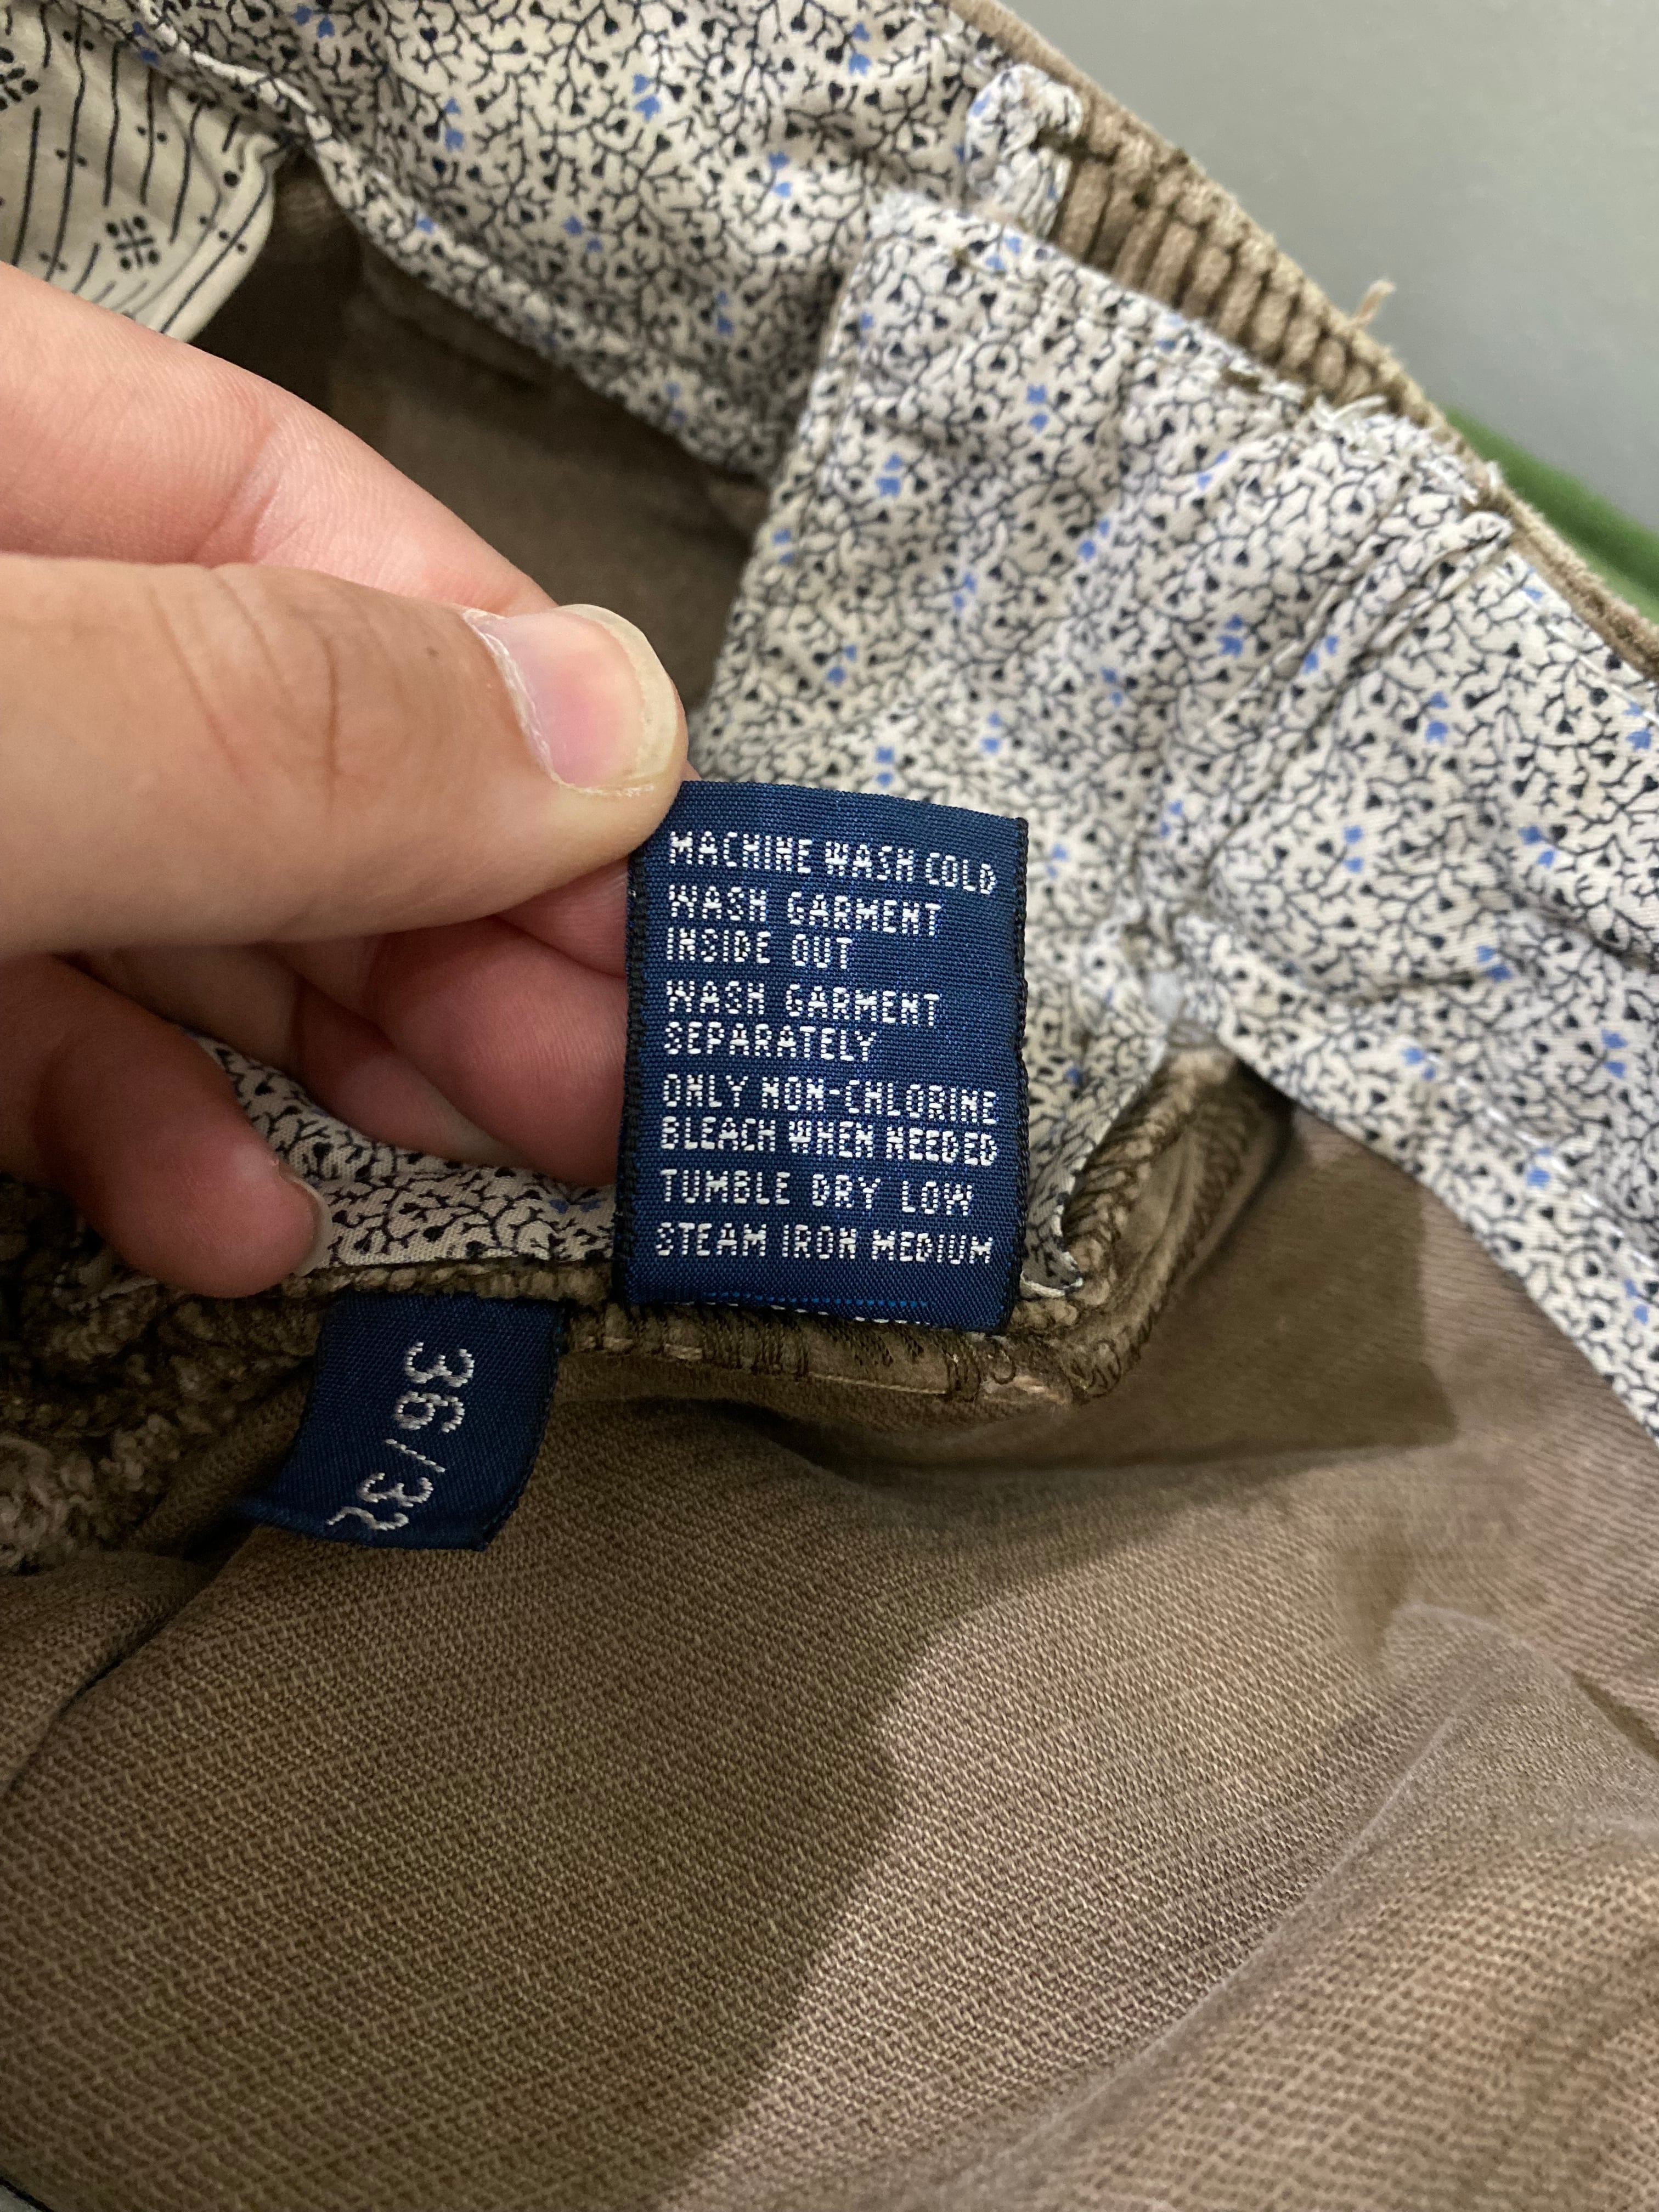 MACHINE WASH COLD
WASH GARMENT
INSIDE OUT
WASH GARMENT
SEPARATELY
ONLY NON-CHLORINE
BLEACH WHEN NEEDED
TUMBLE DRY LOW
STEAM IRON MEDIUM
36/32